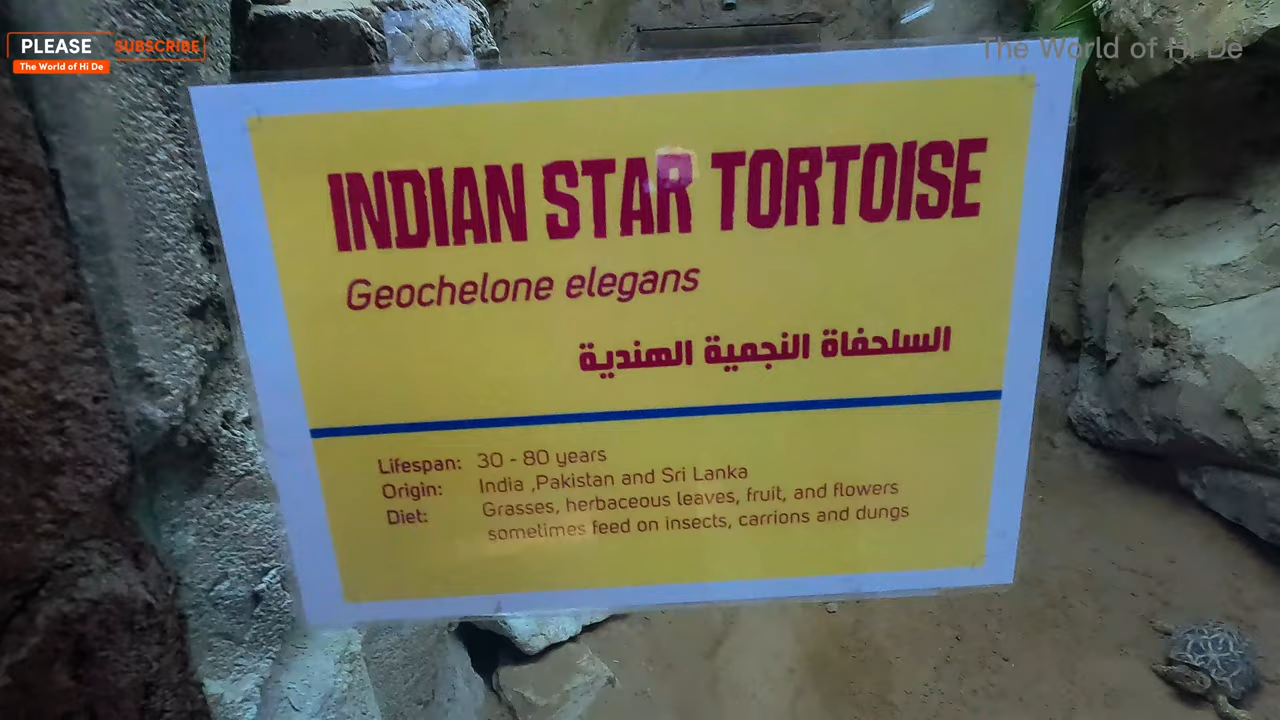 PLEASE SUBSCRIBE
The World of Hi De
The World of Hi De
INDIAN STAR TORTOISE
Geochelone elegans
السلحفاة النجمية الهندية
Lifespan: 30 - 80 years
Origin: India ,Pakistan and Sri Lanka
Diet: Grasses, herbaceous leaves, fruit, and flowers
sometimes feed on insects, carrions and dungs